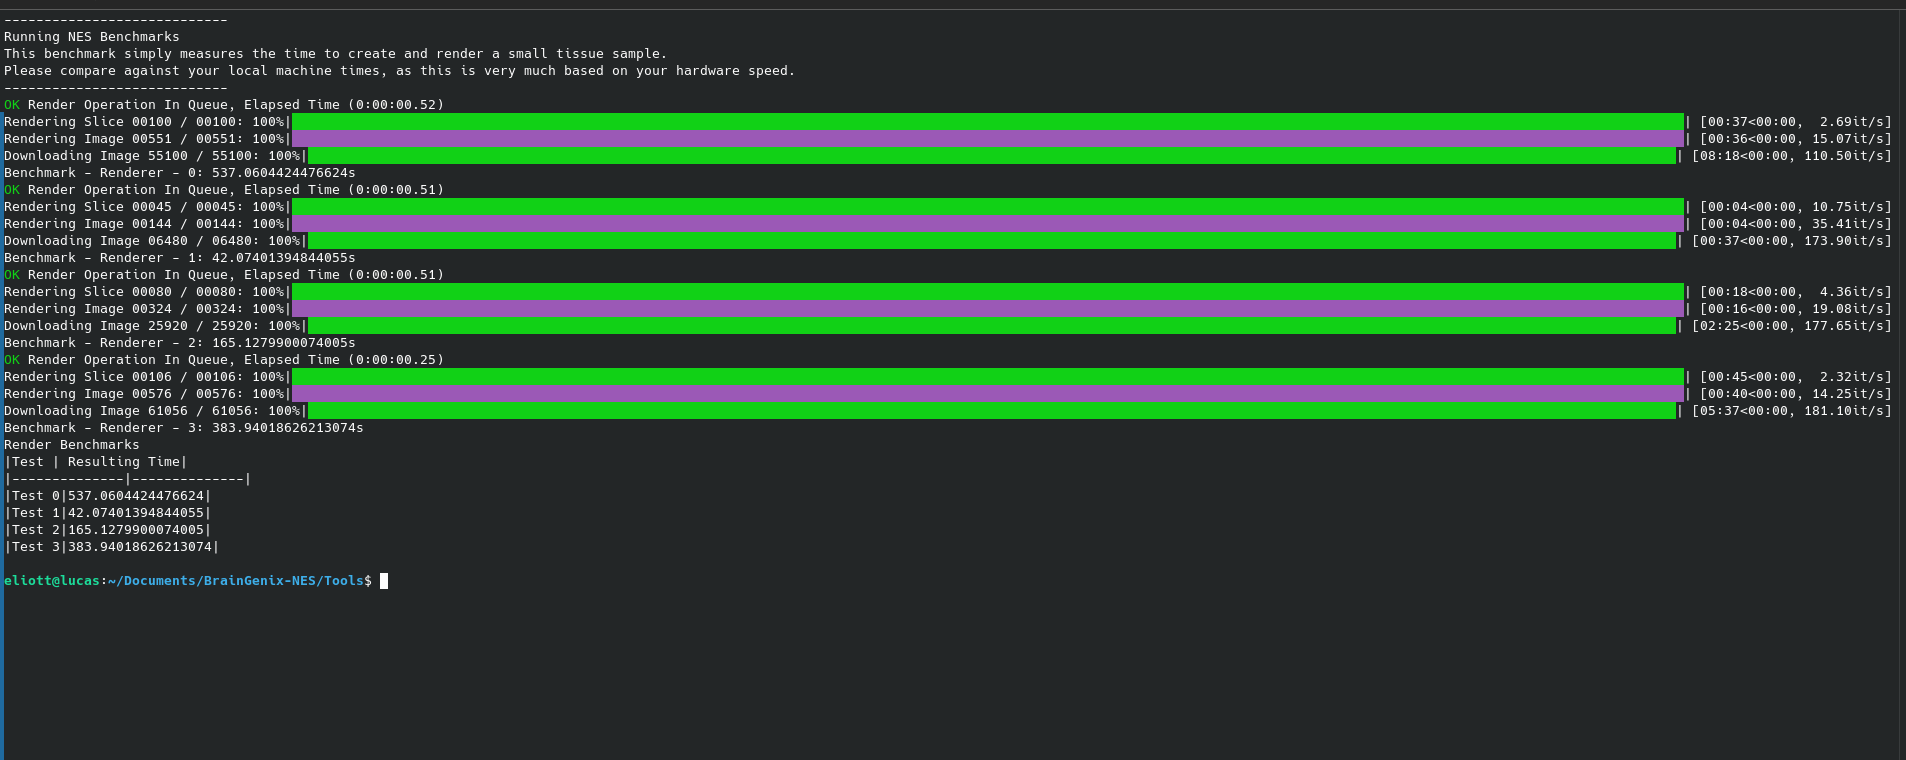 ----------------------------
Running NES Benchmarks
This benchmark simply measures the time to create and render a small tissue sample.
Please compare against your local machine times, as this is very much based on your hardware speed.
----------------------------
OK Render Operation In Queue, Elapsed Time (0:00:00.52)
Rendering Slice 00100 / 00100: 100%| | [00:37<00:00,  2.69it/s]
Rendering Image 00551 / 00551: 100%| | [00:36<00:00, 15.07it/s]
Downloading Image 55100 / 55100: 100%| | [08:18<00:00, 110.50it/s]
Benchmark - Renderer - 0: 537.0604424476624s
OK Render Operation In Queue, Elapsed Time (0:00:00.51)
Rendering Slice 00045 / 00045: 100%| | [00:04<00:00, 10.75it/s]
Rendering Image 00144 / 00144: 100%| | [00:04<00:00, 35.41it/s]
Downloading Image 06480 / 06480: 100%| | [00:37<00:00, 173.90it/s]
Benchmark - Renderer - 1: 42.07401394844055s
OK Render Operation In Queue, Elapsed Time (0:00:00.51)
Rendering Slice 00080 / 00080: 100%| | [00:18<00:00,  4.36it/s]
Rendering Image 00324 / 00324: 100%| | [00:16<00:00, 19.08it/s]
Downloading Image 25920 / 25920: 100%| | [02:25<00:00, 177.65it/s]
Benchmark - Renderer - 2: 165.1279900074005s
OK Render Operation In Queue, Elapsed Time (0:00:00.25)
Rendering Slice 00106 / 00106: 100%| | [00:45<00:00,  2.32it/s]
Rendering Image 00576 / 00576: 100%| | [00:40<00:00, 14.25it/s]
Downloading Image 61056 / 61056: 100%| | [05:37<00:00, 181.10it/s]
Benchmark - Renderer - 3: 383.94018626213074s
Render Benchmarks
|Test | Resulting Time|
|--------------|--------------|
|Test 0|537.0604424476624|
|Test 1|42.07401394844055|
|Test 2|165.1279900074005|
|Test 3|383.94018626213074|
eliott@lucas:~/Documents/BrainGenix-NES/Tools$